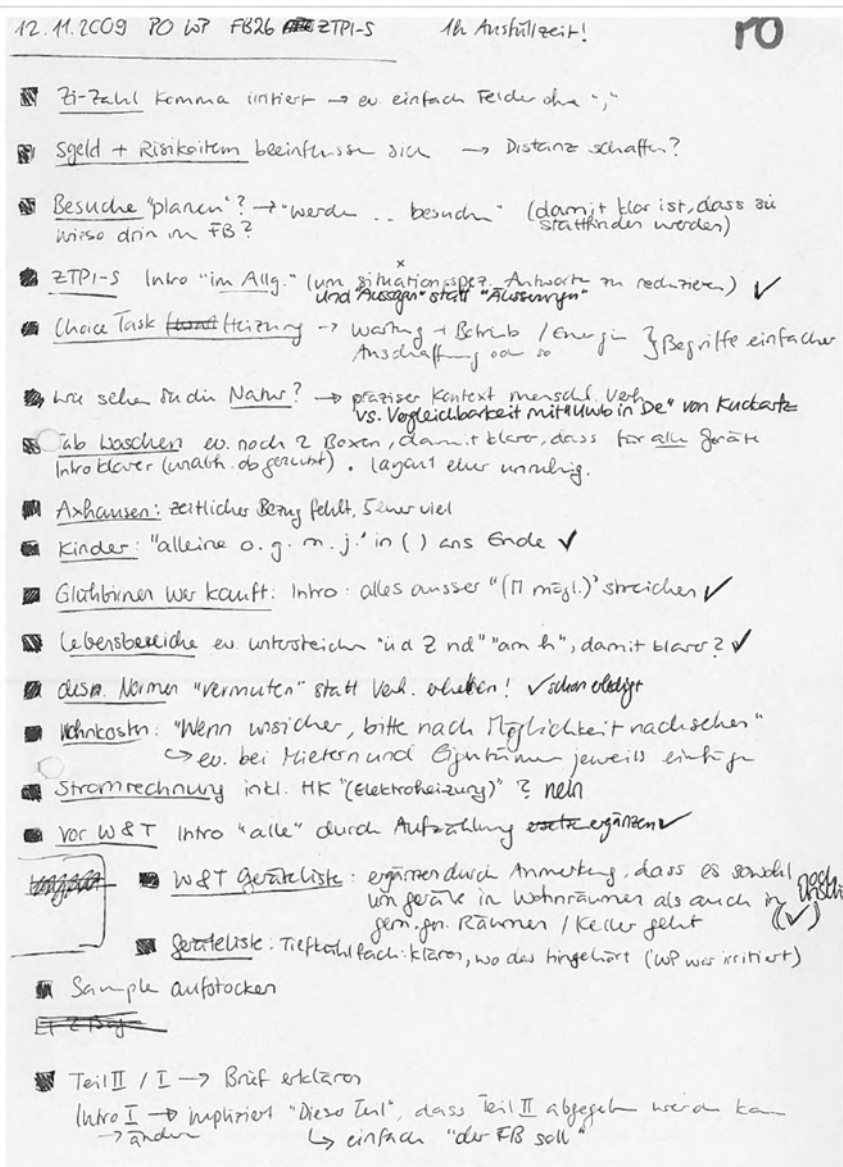 12.11.2009 PO WP FB26 ZTPI-S 1h Ausfüllzeit! PO
Zi-Zahl Komma irritiert → ev. einfach Felder ohne ","
Sgeld + Risikoitem beeinflussen sich → Distanz schaffen?
Besuche "planen"? → "werden .. besuchen" (damit klar ist, dass sie
wieso drin im FB? stattfinden werden)
ZTPI-S Intro "im Allg." (um situationsspez. Antworten zu reduzieren) ✓
und "Aussagen" statt "Äusserungen"
Choice Task Heizung → Wartung + Betrieb / Energie } Begriffe einfacher
Anschaffung oder so
Wie sehen Sie die Natur? → präziser Kontext menschl. Verh.
vs. Vergleichbarkeit mit "Umwb in De" von Kuckartz
Tab Waschen ev. noch 2 Boxen, damit klarer, dass für alle Geräte
Intro klarer (unabh. ob genutzt). Layout eher unruhig.
Axhausen: zeitlicher Bezug fehlt, 5 eher viel
Kinder: "alleine o. g. m. j." in ( ) ans Ende ✓
Glühbirnen Wer kauft: Intro: alles ausser "(M mögl.)" streichen ✓
Lebensbereiche ev. unterstreichen "ü d Z nd" "am h", damit klarer? ✓
desk. Normen "vermuten" statt Verh. erheben! ✓ schon erledigt
Wohnkosten: "Wenn unsicher, bitte nach Möglichkeit nachsehen"
↪ ev. bei Mietern und Eigentümern jeweils einfügen
Stromrechnung inkl. HK "(Elektroheizung)" ? nein
Vor W & T Intro "alle" durch Aufzählung ergänzen ✓
W & T Geräteliste: ergänzen durch Anmerkung, dass es sowohl noch
um Geräte in Wohnräumen als auch in
gem. gen. Räumen / Keller geht (✓)
Geräteliste: Tiefkühlfach: klären, wo das hingehört (WP war irritiert)
Sample aufstocken
Teil II / I → Brief erklären
Intro I → impliziert "Dieser Teil", dass Teil II abgegeben werden kann
→ ändern ↳ einfach "der FB soll"